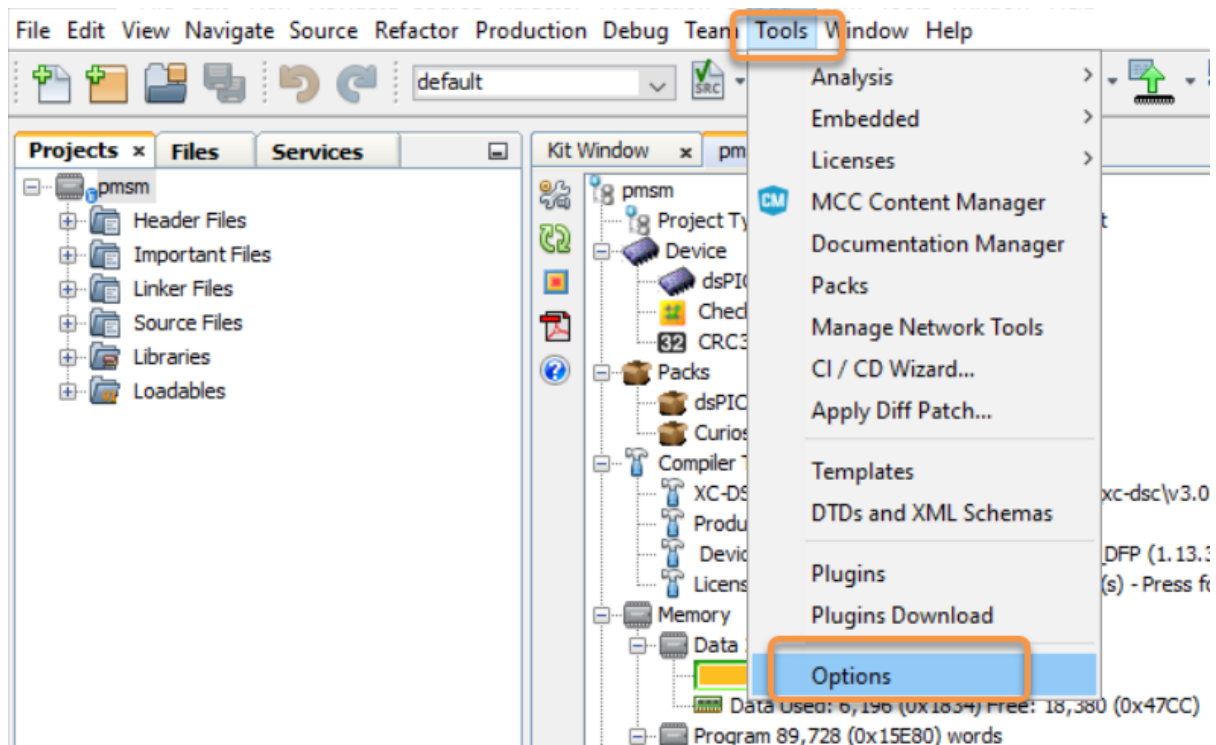 File Edit View Navigate Source Refactor Production Debug Team Tools Window Help
default
SRC
Analysis
Embedded
Licenses
CM MCC Content Manager
Documentation Manager
Packs
Manage Network Tools
CI / CD Wizard...
Apply Diff Patch...
Templates
DTDs and XML Schemas
Plugins
Plugins Download
Options
Projects Files Services
pmsm
Header Files
Important Files
Linker Files
Source Files
Libraries
Loadables
Kit Window pm
pmsm
Project Ty
Device
dsPIC
Check
32 CRC3
Packs
dsPIC
Curios
Compiler T
XC-DS xc-dsc\v3.0
Produ
Devic _DFP (1.13.3
Licens (s) - Press fo
Memory
Data
Data Used: 6,196 (0x1834) Free: 18,380 (0x47CC)
Program 89,728 (0x15E80) words